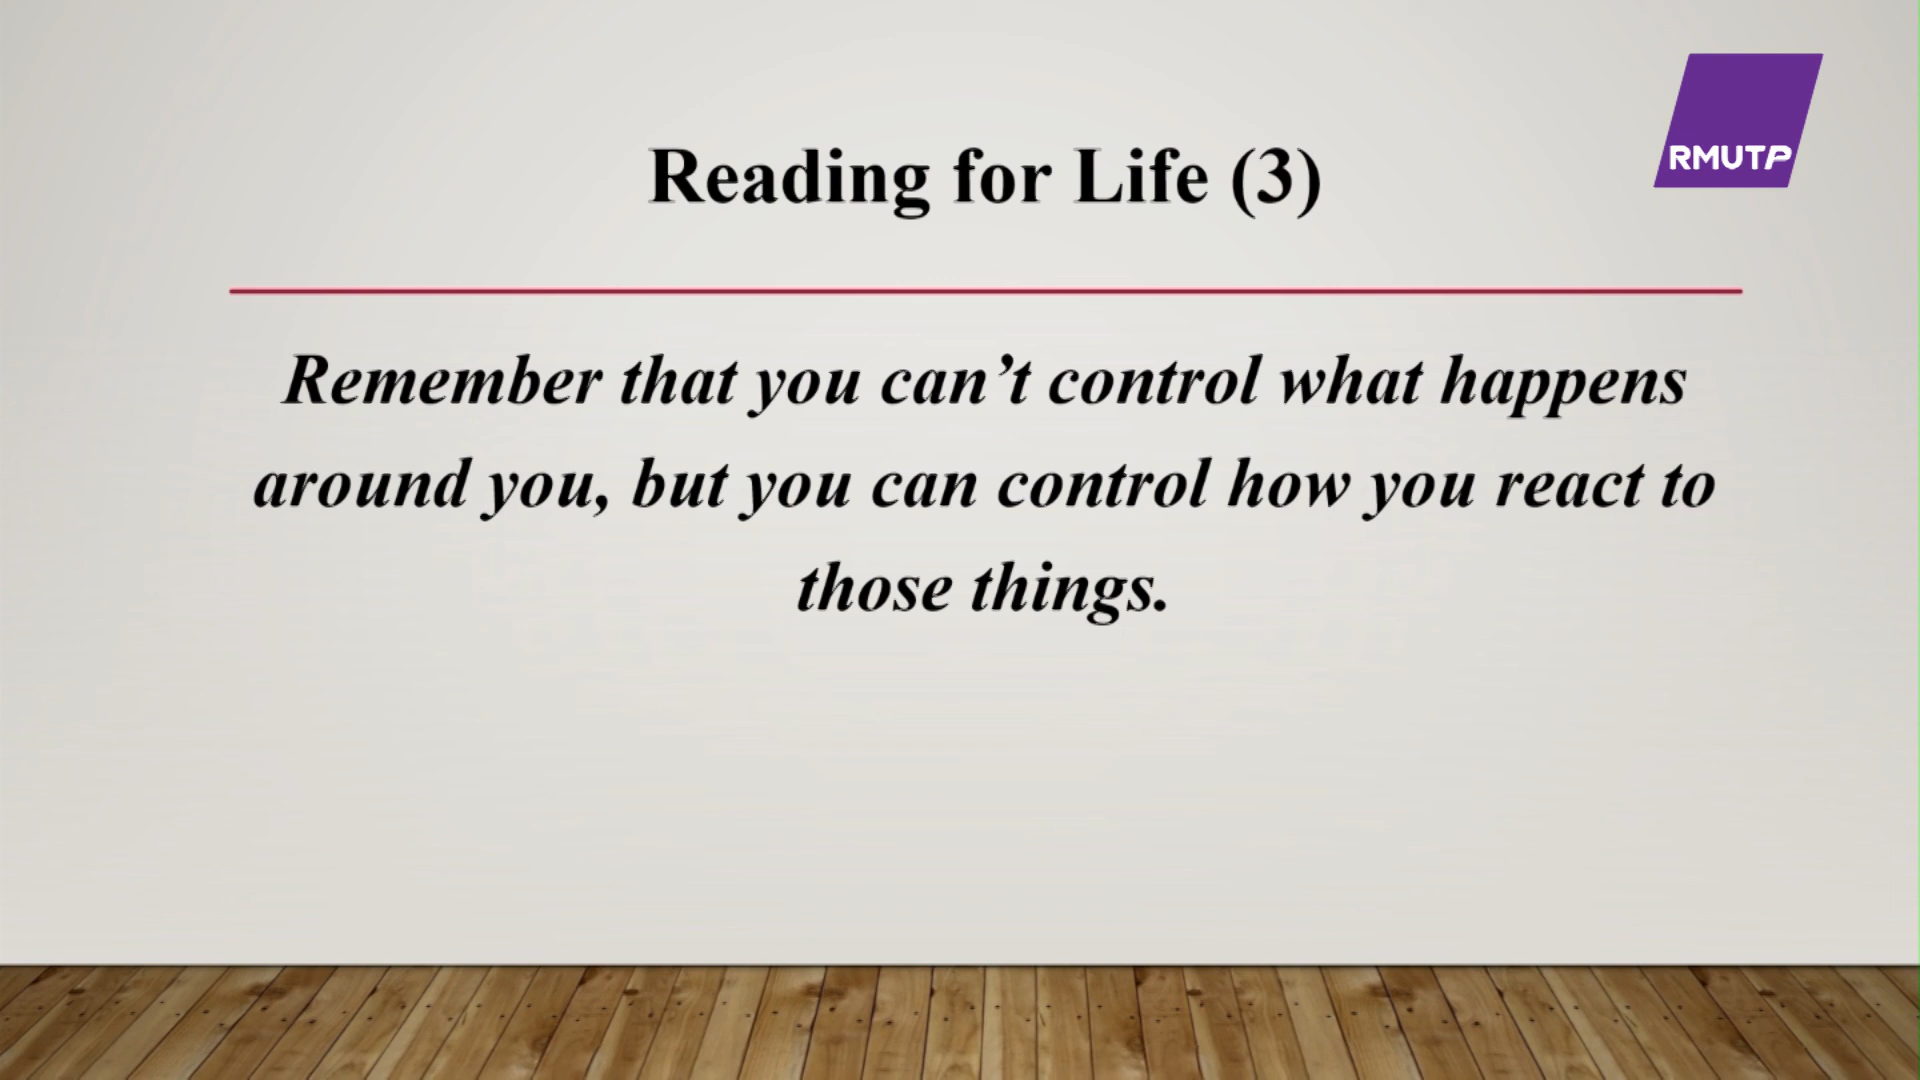 RMUTP
Reading for Life (3)
Remember that you can’t control what happens
around you, but you can control how you react to
those things.